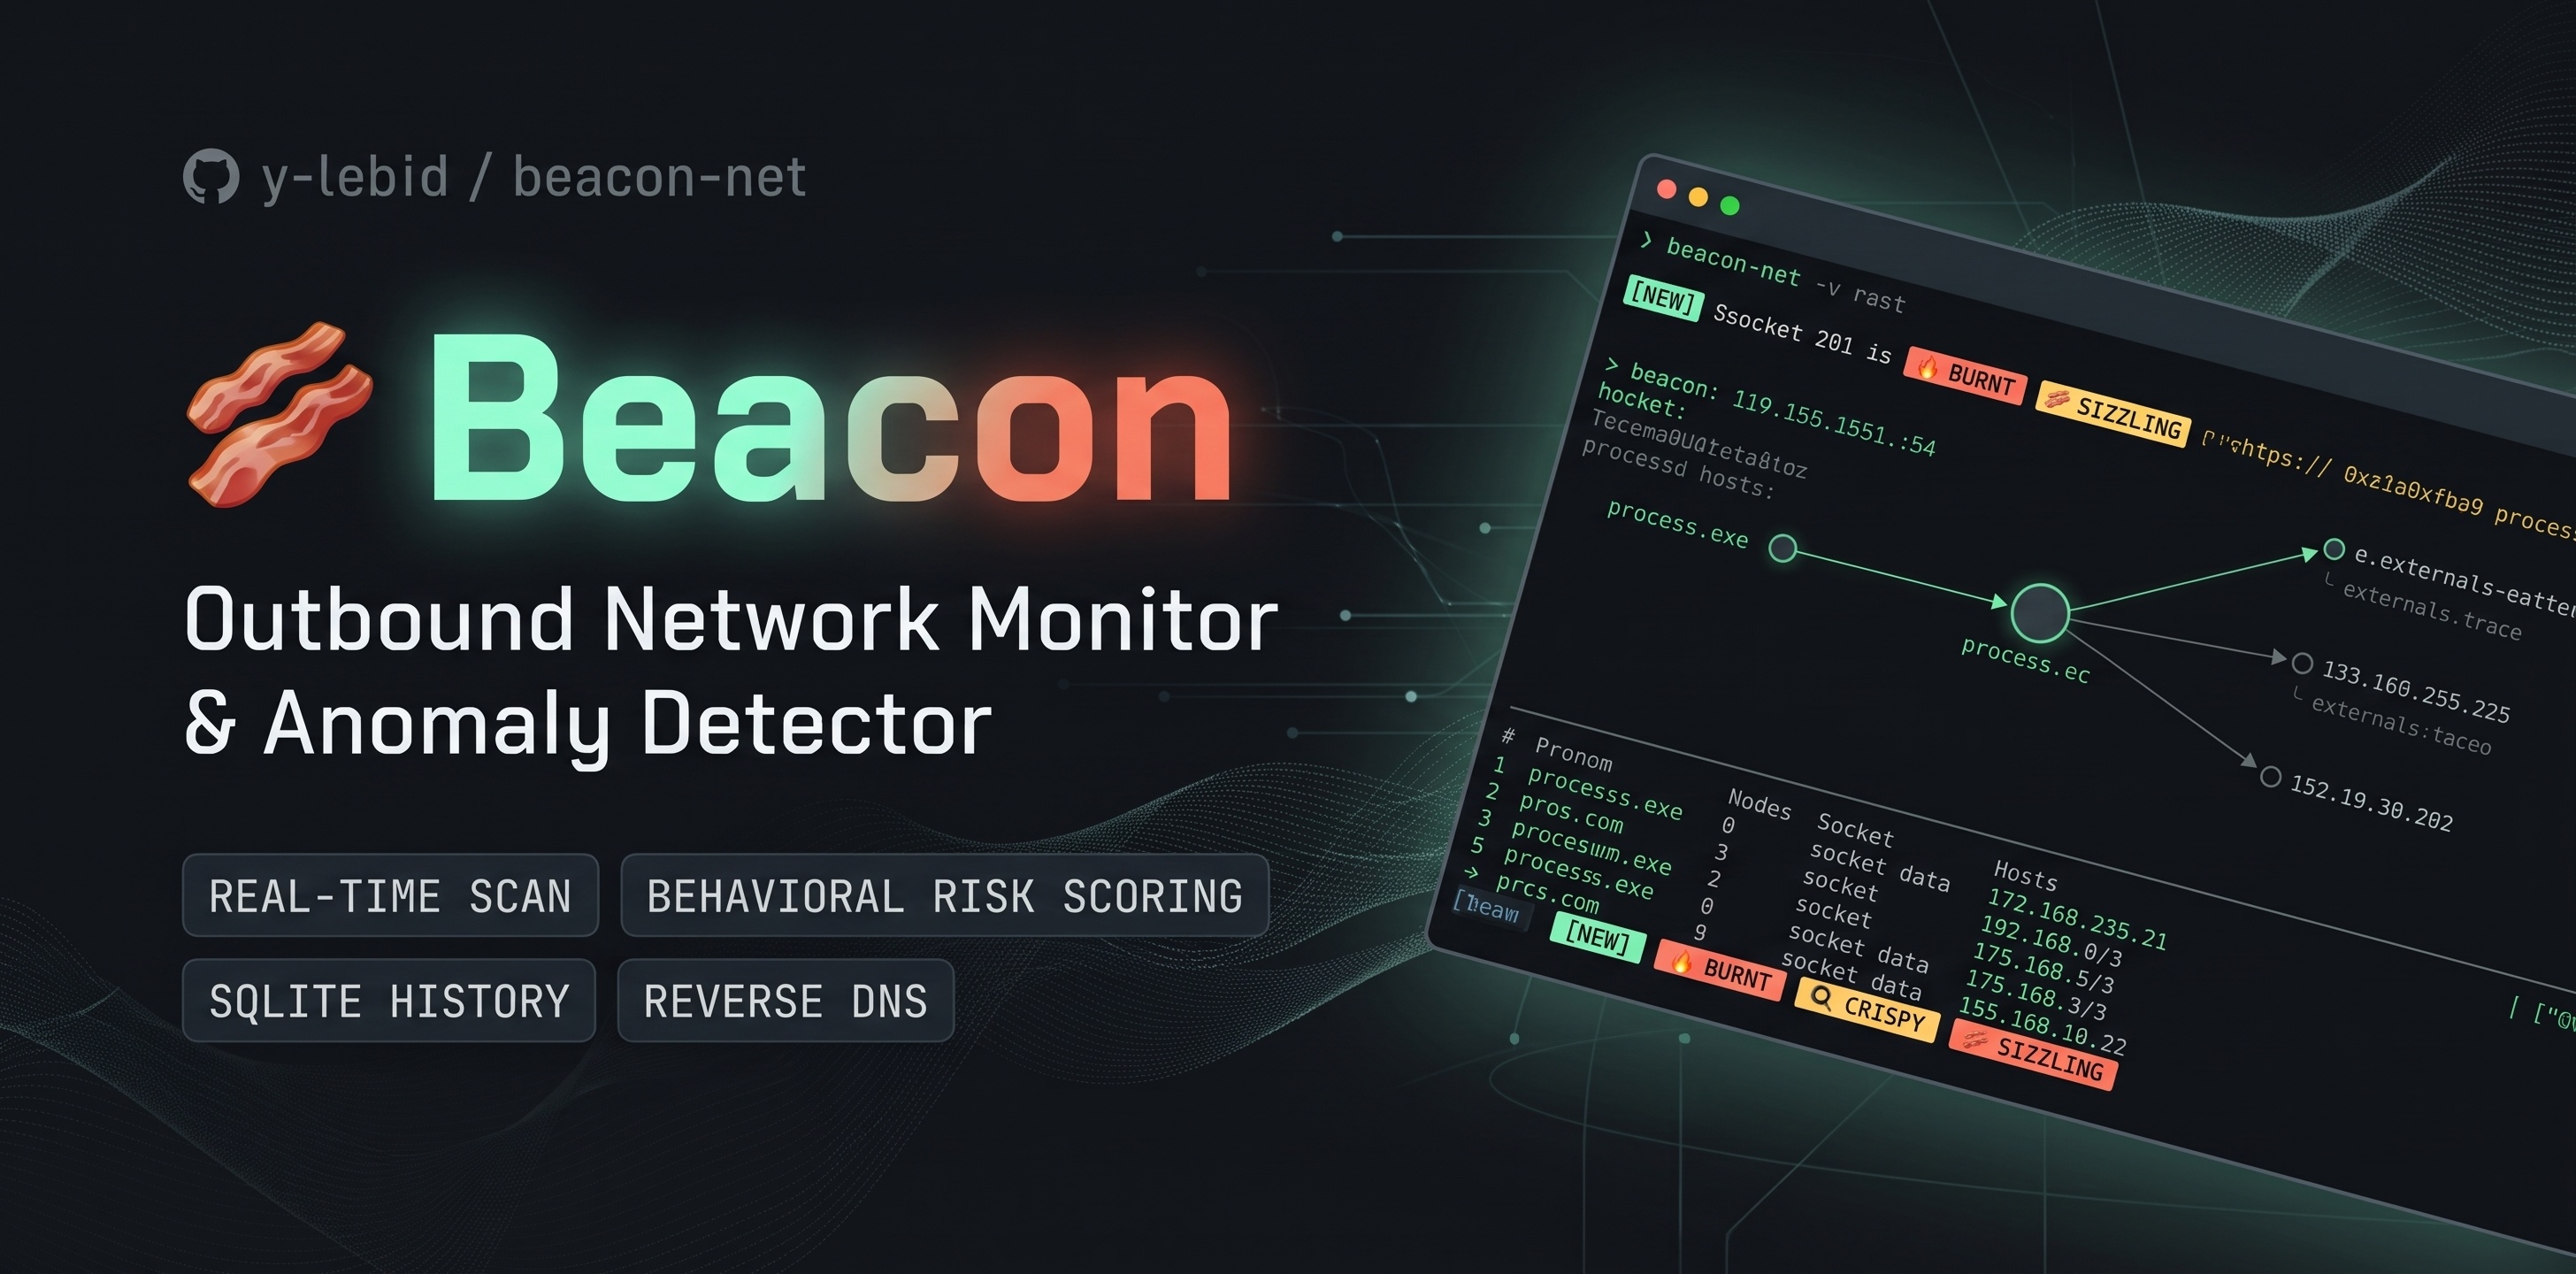 y-lebid / beacon-net
Beacon
Outbound Network Monitor
& Anomaly Detector
REAL-TIME SCAN
BEHAVIORAL RISK SCORING
SQLITE HISTORY
REVERSE DNS
> beacon-net -v rast
[NEW] Ssocket 201 is BURNT SIZZLING
> beacon: 119.155.1551.:54
hocket:
processd hosts:
process.exe
process.ec
externals.trace
133.160.255.225
externals:taceo
152.19.30.202
# Pronom Nodes Socket Hosts
1 processs.exe 0 socket data 172.168.235.21
2 pros.com 3 socket 192.168.0/3
3 2 socket 175.168.5/3
5 processs.exe 0 socket data 175.168.3/3
→ prcs.com 9 socket data 155.168.10.22
[NEW] BURNT CRISPY SIZZLING